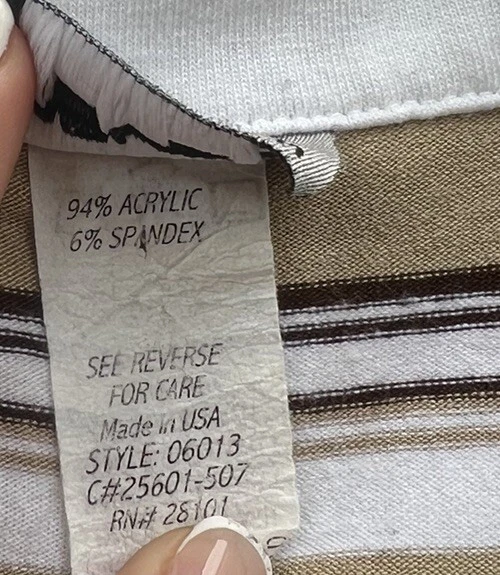 94% ACRYLIC
6% SPANDEX
SEE REVERSE
FOR CARE
Made in USA
STYLE: 06013
C#25601-507
RN# 28101